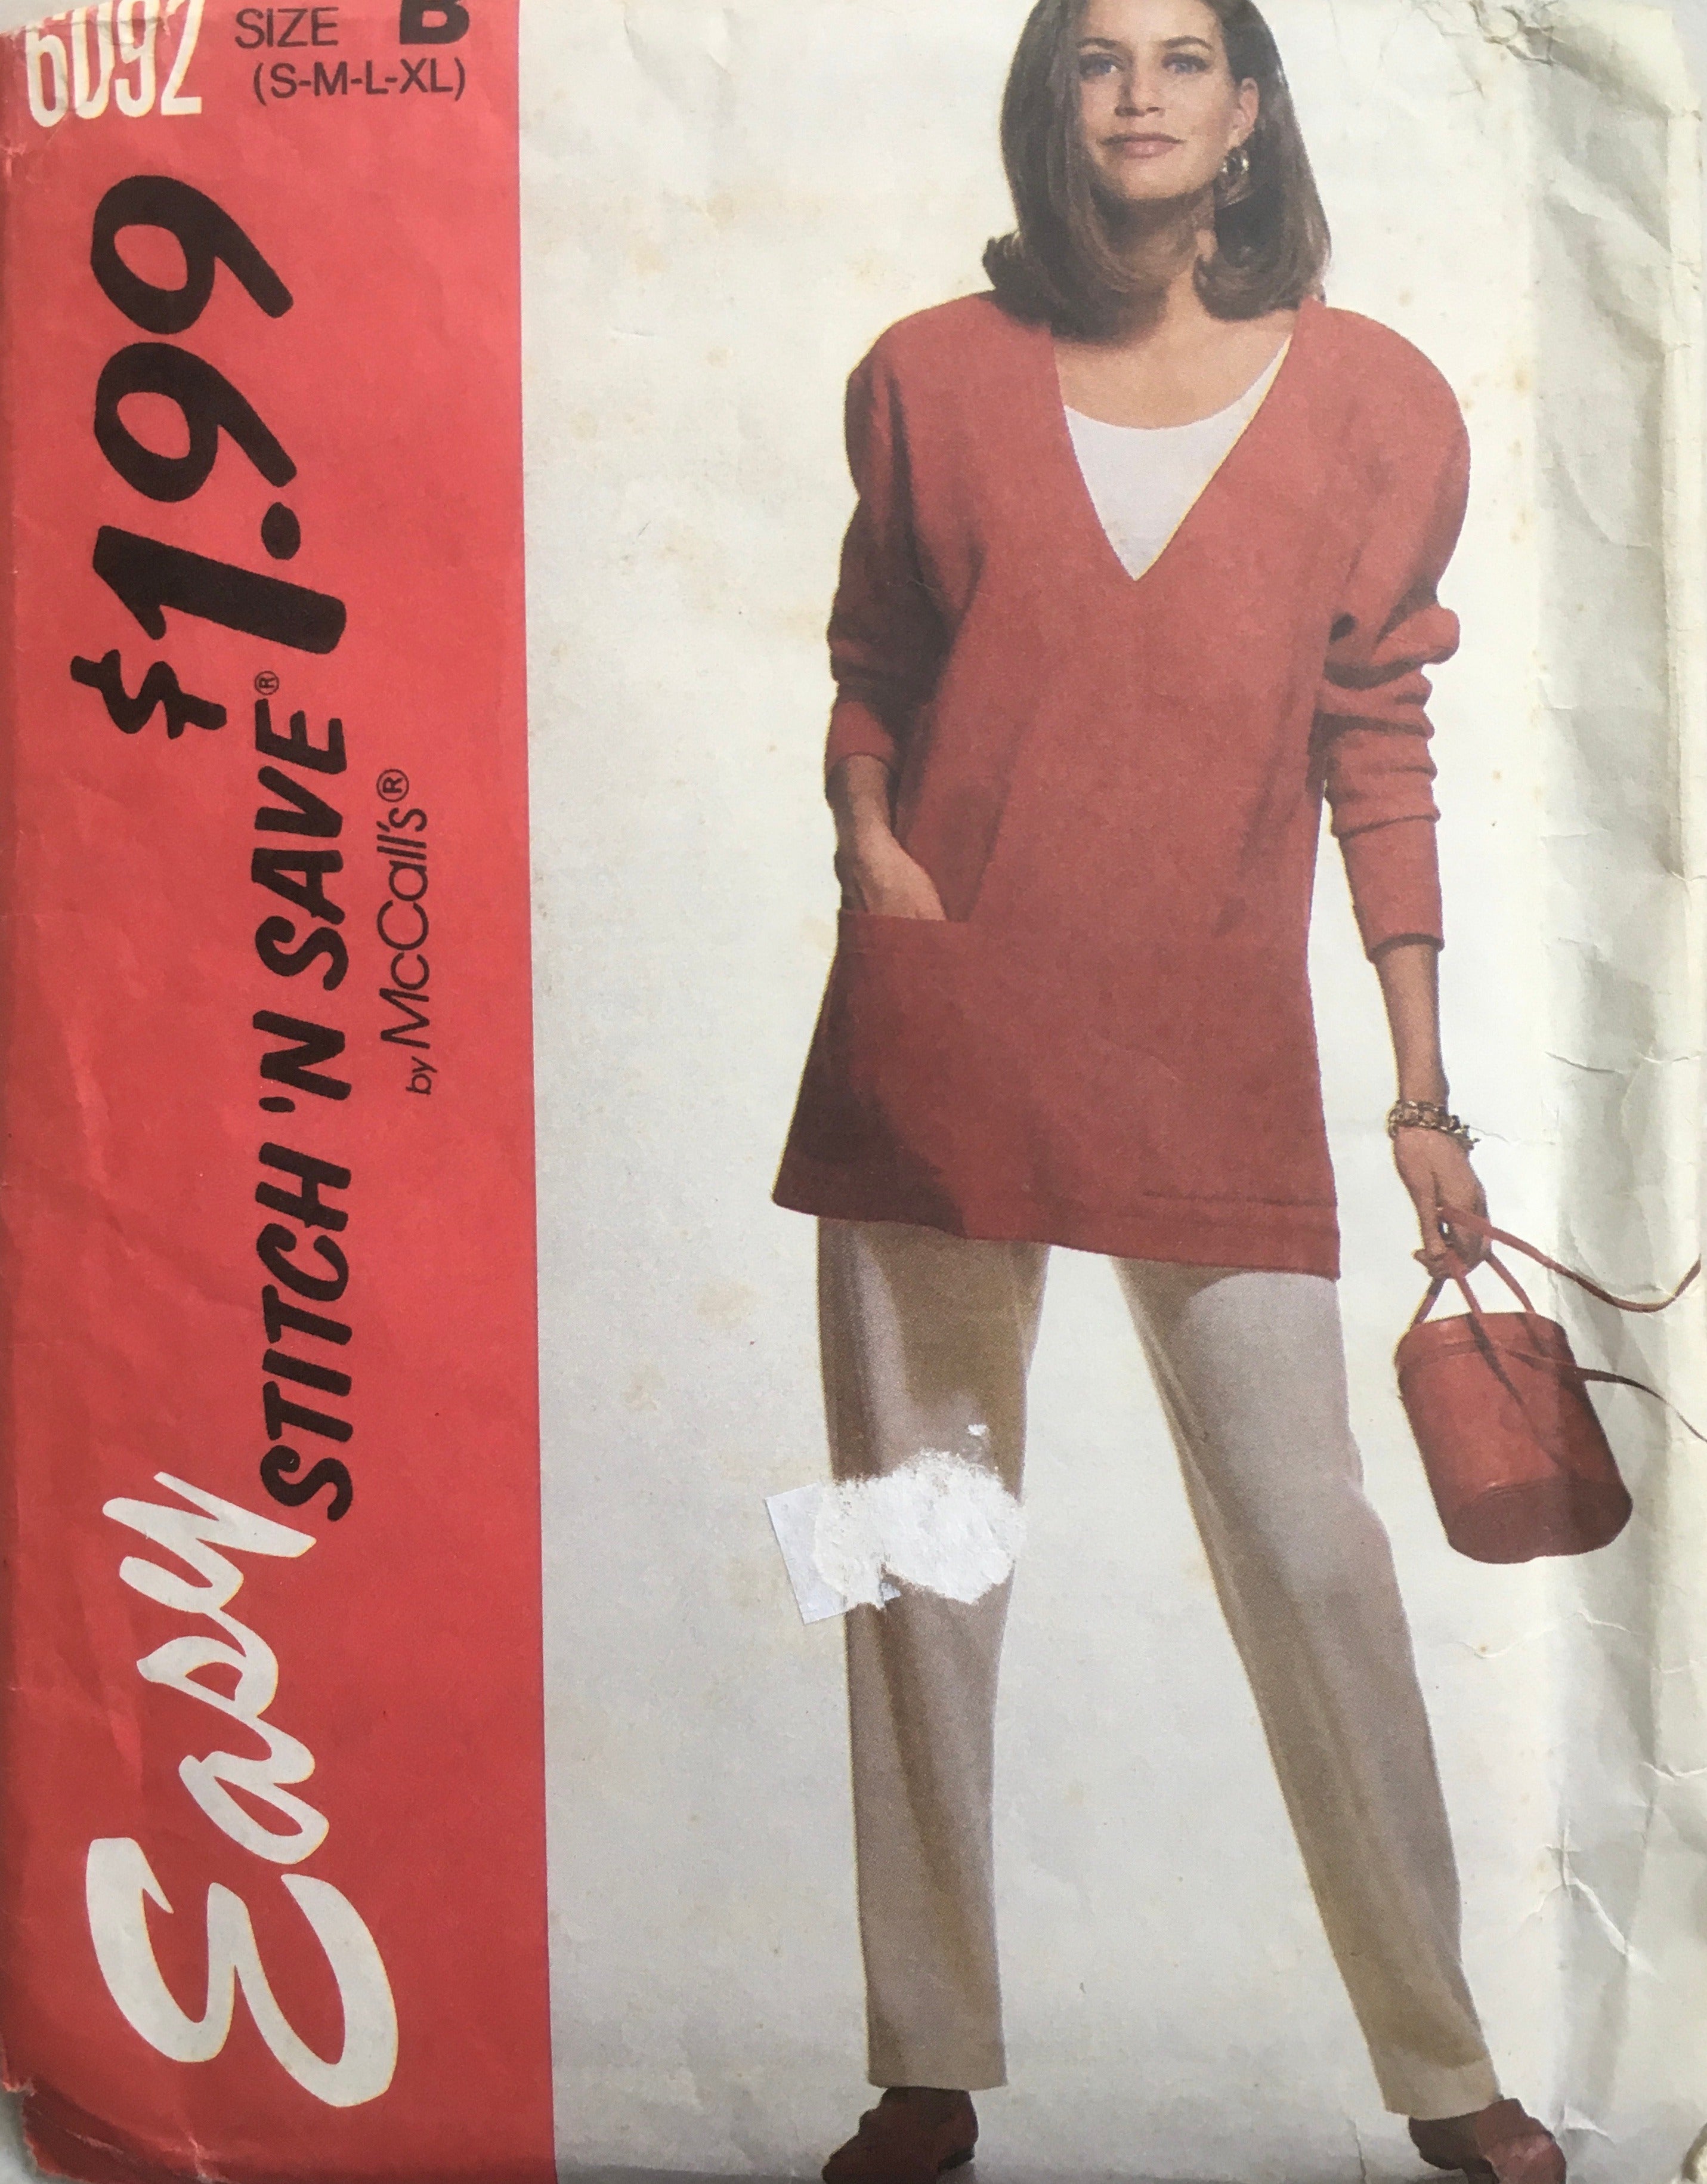 6092 SIZE B
(S-M-L-XL)
$1.99
Easy STITCH 'N SAVE®
by McCall's®